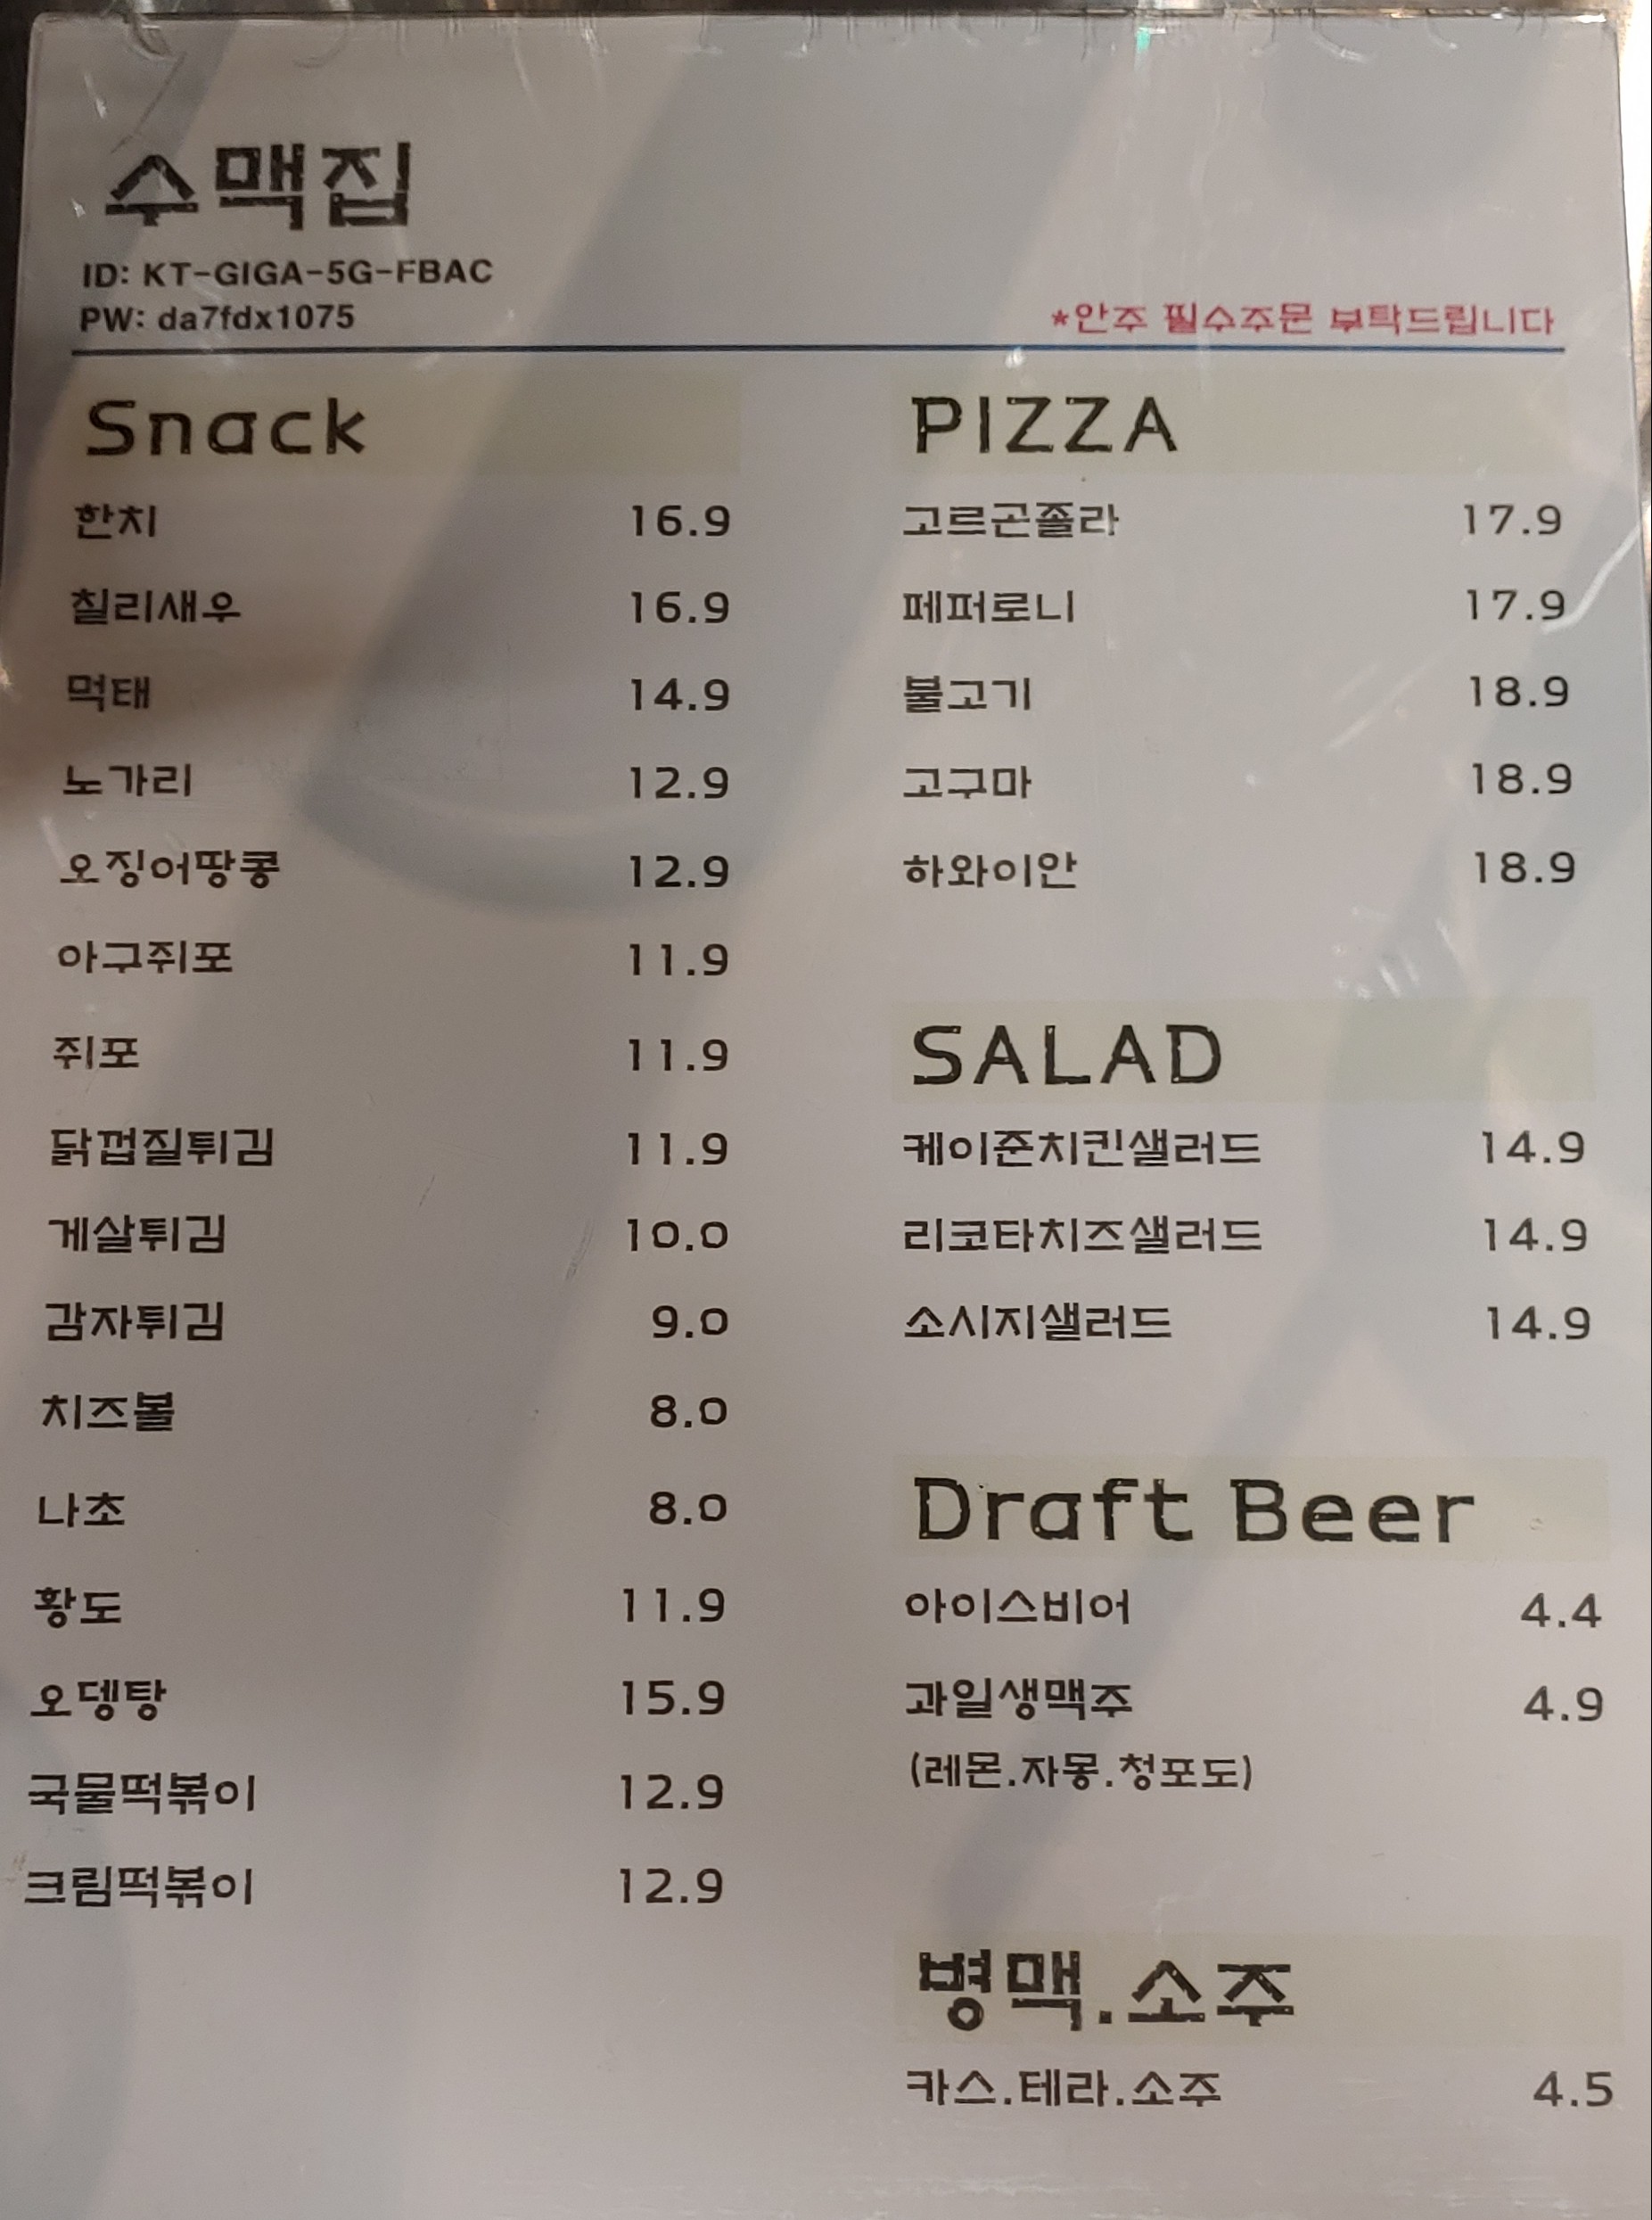 수맥집
ID: KT-GIGA-5G-FBAC
PW: da7fdx1075
*안주 필수주문 부탁드립니다
Snack
한치 16.9
칠리새우 16.9
먹태 14.9
노가리 12.9
오징어땅콩 12.9
아구쥐포 11.9
쥐포 11.9
닭껍질튀김 11.9
게살튀김 10.0
감자튀김 9.0
치즈볼 8.0
나초 8.0
황도 11.9
오뎅탕 15.9
국물떡볶이 12.9
크림떡볶이 12.9
PIZZA
고르곤졸라 17.9
페퍼로니 17.9
불고기 18.9
고구마 18.9
하와이안 18.9
SALAD
케이준치킨샐러드 14.9
리코타치즈샐러드 14.9
소시지샐러드 14.9
Draft Beer
아이스비어 4.4
과일생맥주 4.9
(레몬.자몽.청포도)
병맥.소주
카스.테라.소주 4.5